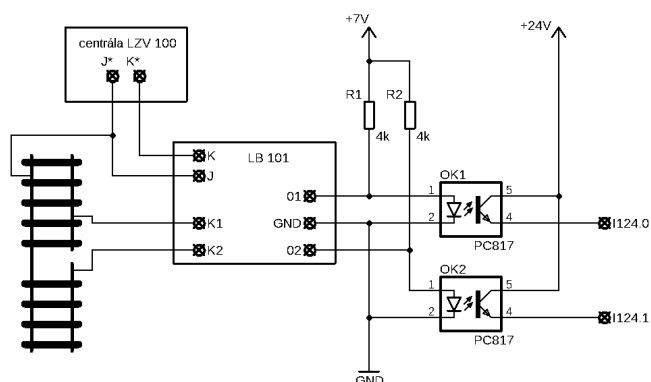 +7V
+24V
centrála LZV 100
J* K*
R1 R2
4k 4k
LB 101
K
J
01
GND
02
K1
K2
OK1
1 5
2 4
PC817
I124.0
OK2
1 5
2 4
PC817
I124.1
GND